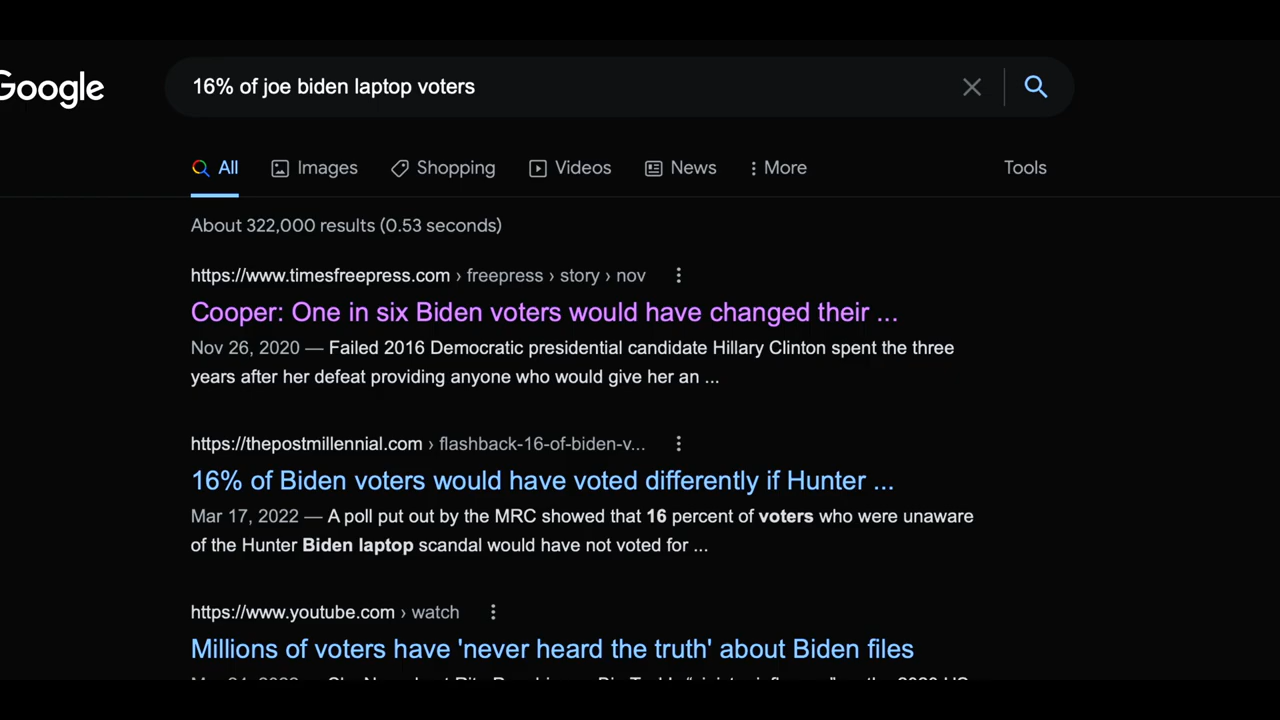 Google
16% of joe biden laptop voters
All Images Shopping Videos News More Tools
About 322,000 results (0.53 seconds)
https://www.timesfreepress.com › freepress › story › nov
Cooper: One in six Biden voters would have changed their ...
Nov 26, 2020 — Failed 2016 Democratic presidential candidate Hillary Clinton spent the three
years after her defeat providing anyone who would give her an ...
https://thepostmillennial.com › flashback-16-of-biden-v...
16% of Biden voters would have voted differently if Hunter ...
Mar 17, 2022 — A poll put out by the MRC showed that 16 percent of voters who were unaware
of the Hunter Biden laptop scandal would have not voted for ...
https://www.youtube.com › watch
Millions of voters have 'never heard the truth' about Biden files